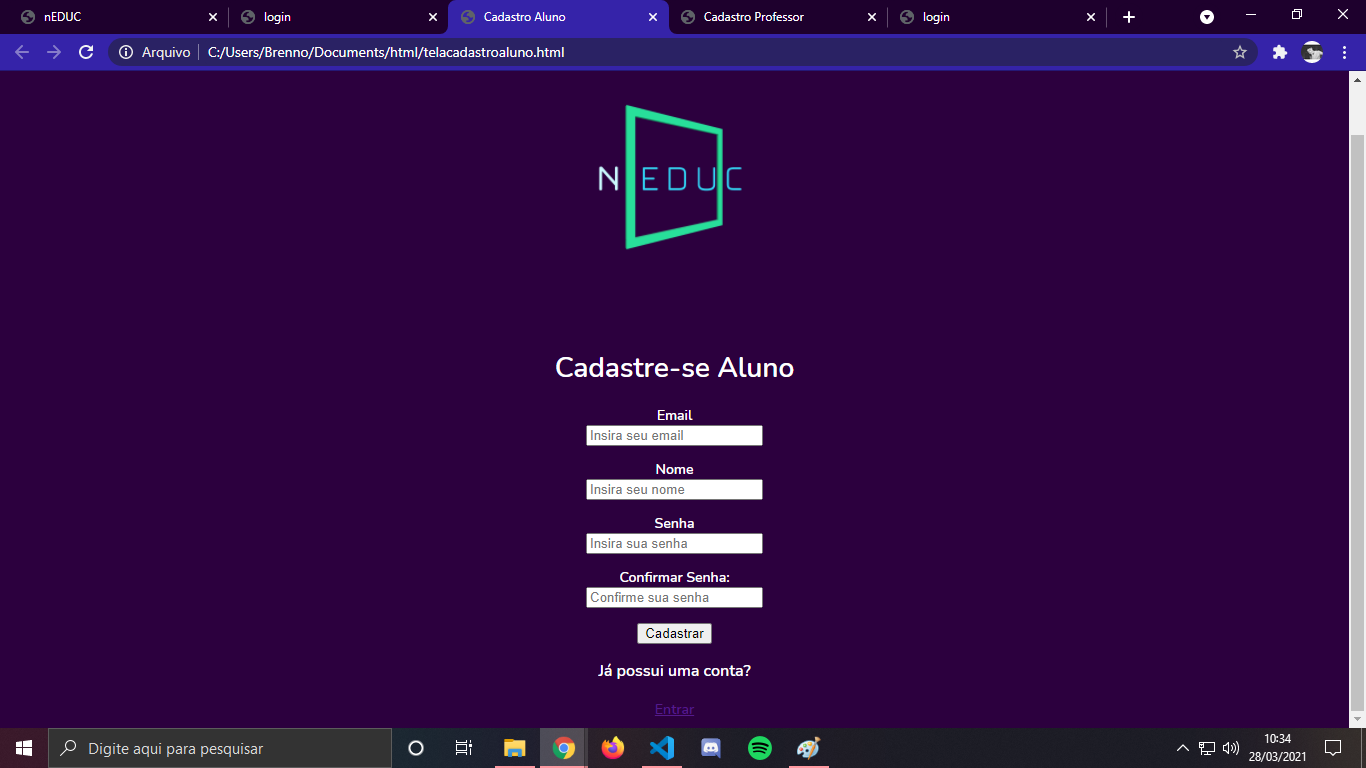 nEDUC
login
Cadastro Aluno
Cadastro Professor
login
Arquivo
C:/Users/Brenno/Documents/html/telacadastroaluno.html
N EDUC
Cadastre-se Aluno
Email
Insira seu email
Nome
Insira seu nome
Senha
Insira sua senha
Confirmar Senha:
Confirme sua senha
Cadastrar
Já possui uma conta?
Entrar
Digite aqui para pesquisar
10:34
28/03/2021